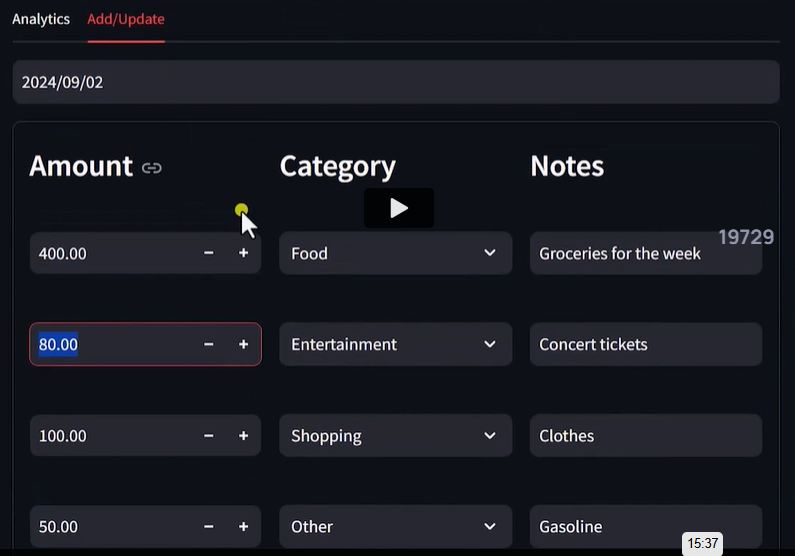 Analytics Add/Update
2024/09/02
Amount Category Notes
19729
400.00 − + Food Groceries for the week
80.00 − + Entertainment Concert tickets
100.00 − + Shopping Clothes
50.00 − + Other Gasoline
15:37